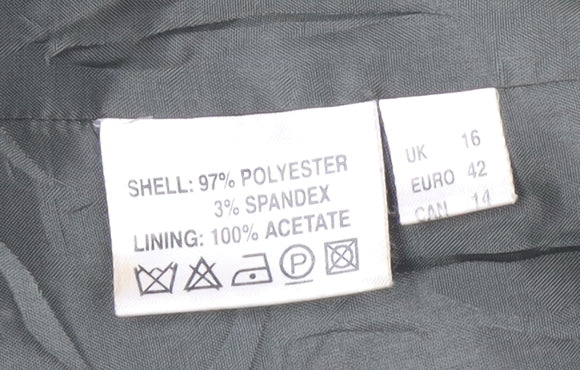 SHELL: 97% POLYESTER
3% SPANDEX
LINING: 100% ACETATE
P
UK 16
EURO 42
CAN 14